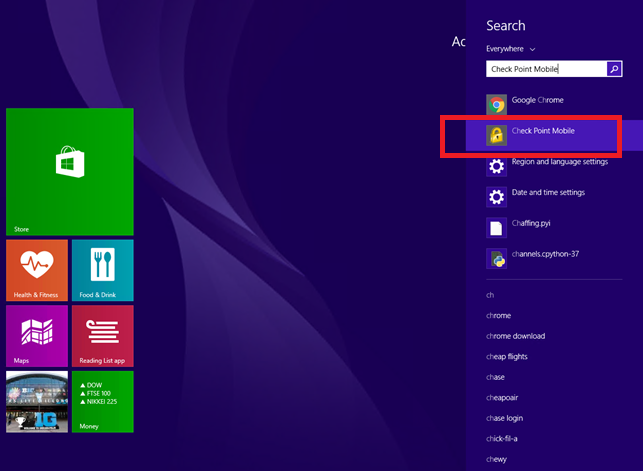 Search
Ac
Everywhere
Check Point Mobile
Google Chrome
Check Point Mobile
Region and language settings
Date and time settings
Chaffing.pyi
channels.cpython-37
ch
chrome
chrome download
cheap flights
chase
cheapoair
chase login
chick-fil-a
chewy
Store
Health & Fitness
Food & Drink
Maps
Reading List app
▲ DOW
▲ FTSE 100
▲ NIKKEI 225
Money